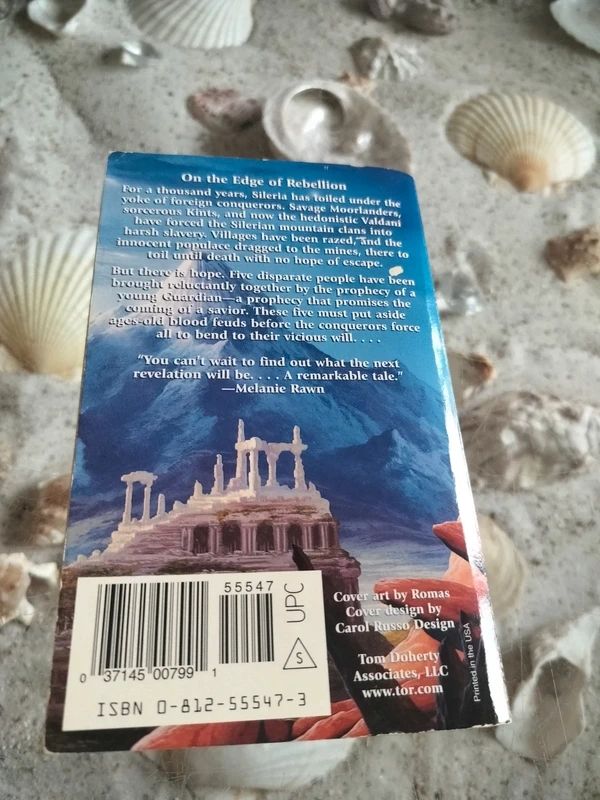 On the Edge of Rebellion
For a thousand years, Sileria has toiled under the
yoke of foreign conquerors. Savage Moorlanders,
sorcerous Kints, and now the hedonistic Valdani
have forced the Silerian mountain clans into
harsh slavery. Villages have been razed, and the
innocent populace dragged to the mines, there to
toil until death with no hope of escape.
But there is hope. Five disparate people have been
brought reluctantly together by the prophecy of a
young Guardian—a prophecy that promises the
coming of a savior. These five must put aside
ages-old blood feuds before the conquerors force
all to bend to their vicious will. . . .
"You can't wait to find out what the next
revelation will be. . . . A remarkable tale."
—Melanie Rawn
55547
UPC
S
0 37145 00799 1
ISBN 0-812-55547-3
Cover art by Romas
Cover design by
Carol Russo Design
Tom Doherty
Associates, LLC
www.tor.com
Printed in the USA